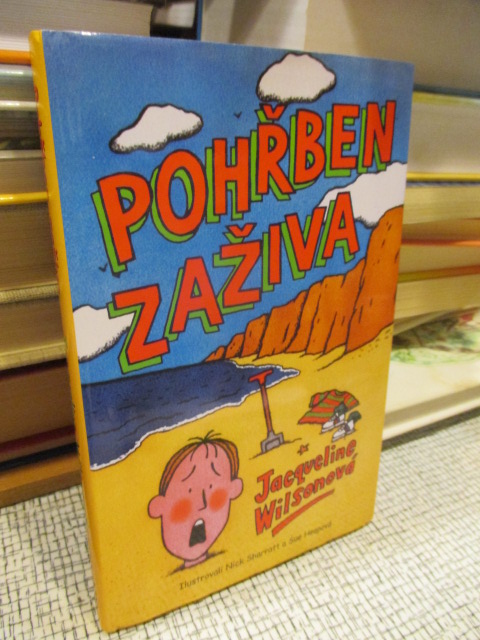 POHŘBEN
ZAŽIVA
Jacqueline
Wilsonová
Ilustrovali Nick Sharratt a Sue Heapová